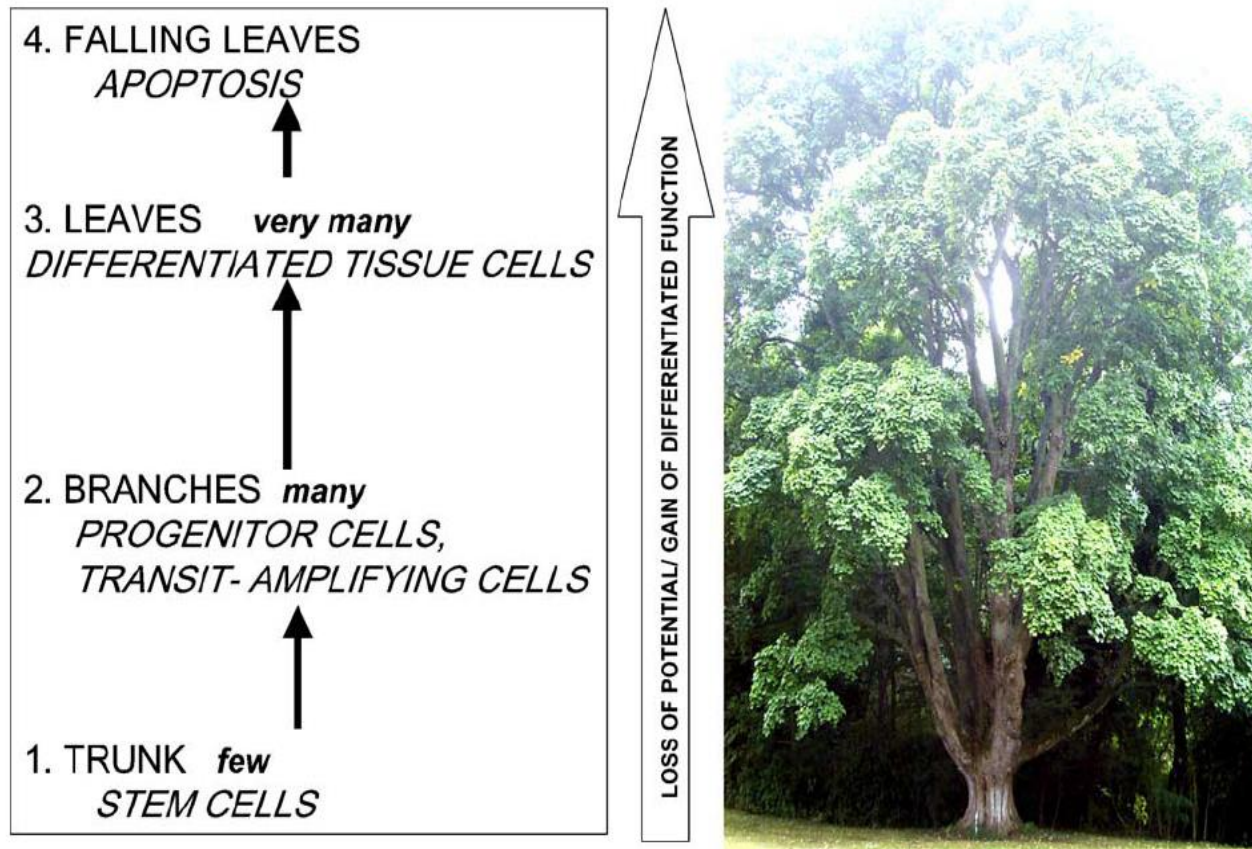 4. FALLING LEAVES
APOPTOSIS
3. LEAVES very many
DIFFERENTIATED TISSUE CELLS
2. BRANCHES many
PROGENITOR CELLS,
TRANSIT- AMPLIFYING CELLS
1. TRUNK few
STEM CELLS
LOSS OF POTENTIAL/ GAIN OF DIFFERENTIATED FUNCTION